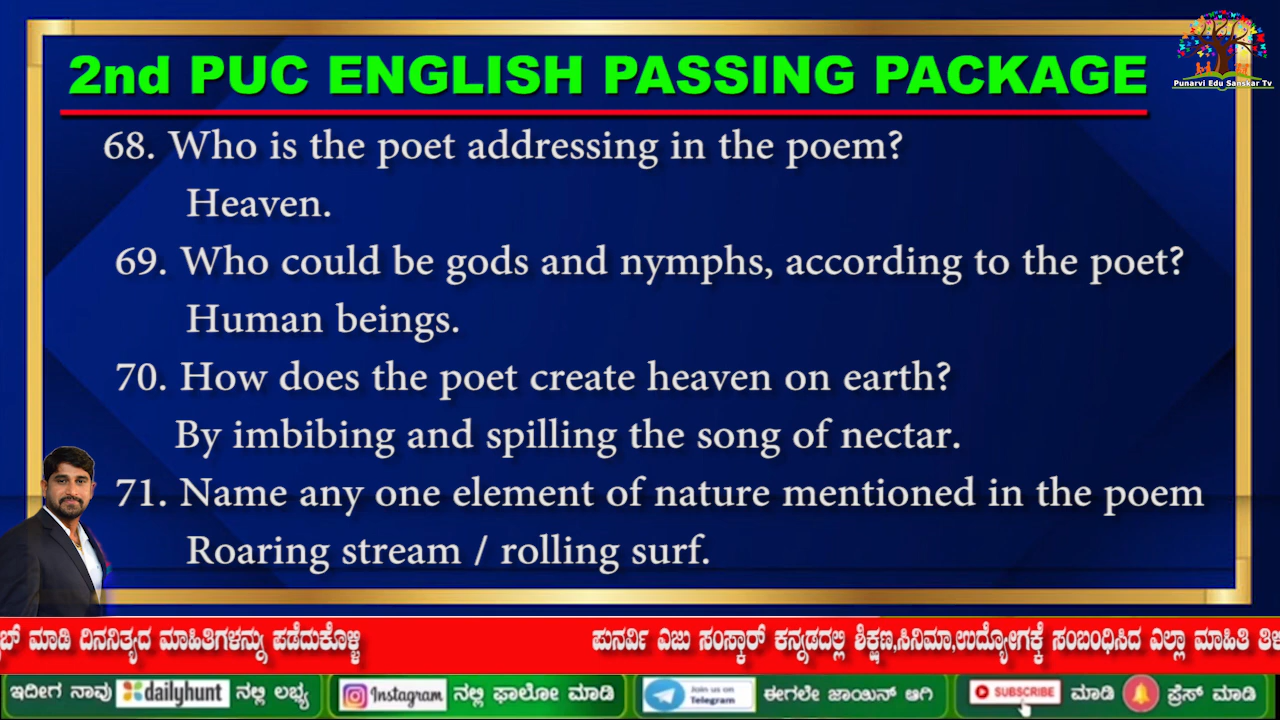 2nd PUC ENGLISH PASSING PACKAGE
Punarvi Edu Sanskar Tv
68. Who is the poet addressing in the poem?
Heaven.
69. Who could be gods and nymphs, according to the poet?
Human beings.
70. How does the poet create heaven on earth?
By imbibing and spilling the song of nectar.
71. Name any one element of nature mentioned in the poem
Roaring stream / rolling surf.
ಮಾಡಿ ದಿನನಿತ್ಯದ ಮಾಹಿತಿಗಳನ್ನು ಪಡೆದುಕೊಳ್ಳಿ ಪುನರ್ವಿ ಎಜು ಸಂಸ್ಕಾರ್ ಕನ್ನಡದಲ್ಲಿ ಶಿಕ್ಷಣ,ಸಿನಿಮಾ,ಉದ್ಯೋಗಕ್ಕೆ ಸಂಬಂಧಿಸಿದ ಎಲ್ಲಾ ಮಾಹಿತಿ
ಇದೀಗ ನಾವು dailyhunt ನಲ್ಲಿ ಲಭ್ಯ Instagram ನಲ್ಲಿ ಫಾಲೋ ಮಾಡಿ Join us on Telegram ಈಗಲೇ ಜಾಯಿನ್ ಆಗಿ SUBSCRIBE ಮಾಡಿ ಪ್ರೆಸ್ ಮಾಡಿ